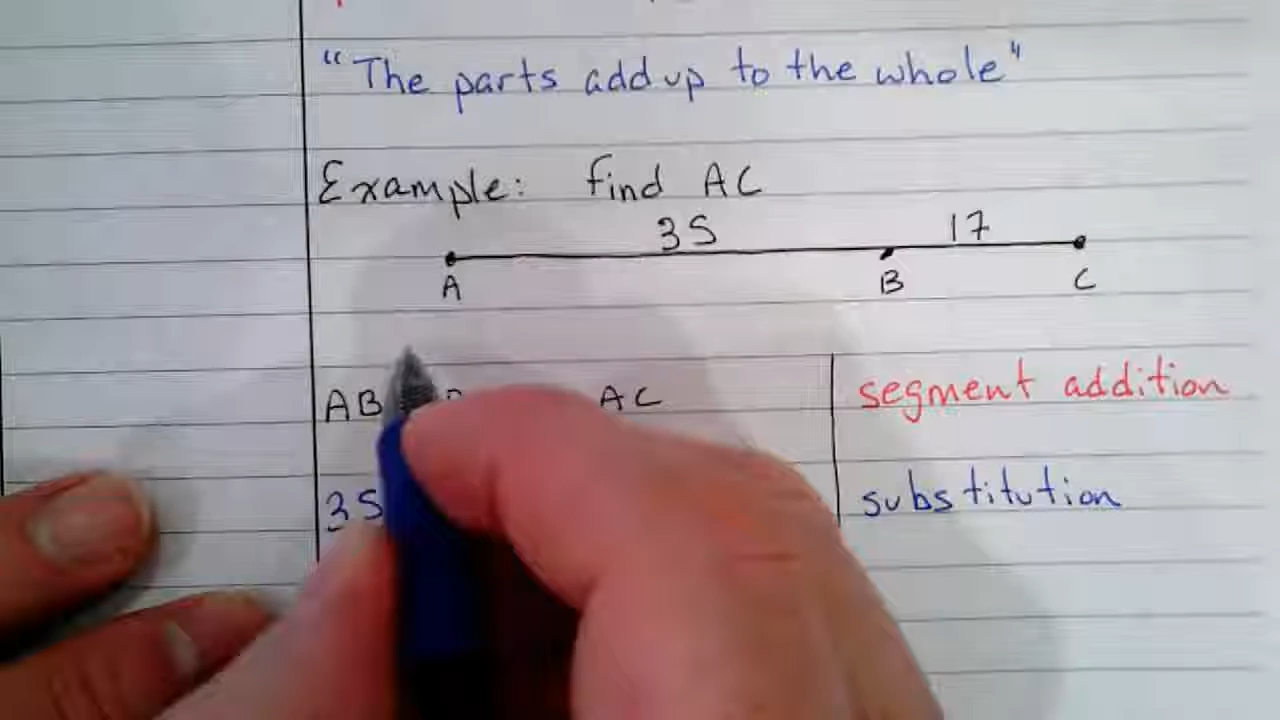 "The parts add up to the whole"
Example: find AC
35 17
A B C
AB AC segment addition
35 substitution